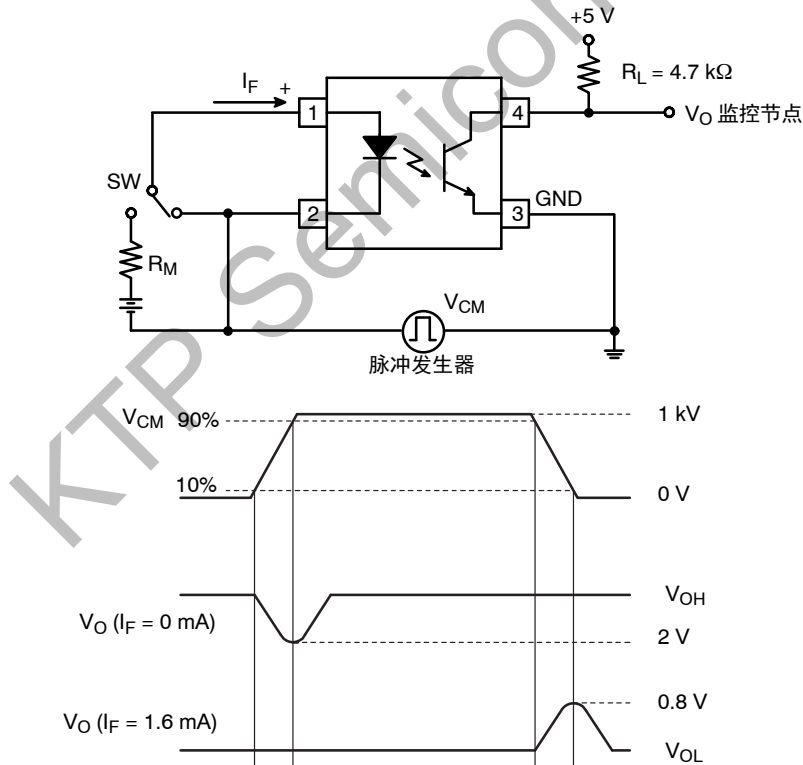 +5 V
I_F +
R_L = 4.7 kΩ
1
4
V_O 监控节点
SW
2
3
GND
R_M
V_CM
脉冲发生器
V_CM 90%
1 kV
10%
0 V
V_OH
V_O (I_F = 0 mA)
2 V
0.8 V
V_O (I_F = 1.6 mA)
V_OL
KTP Semicon